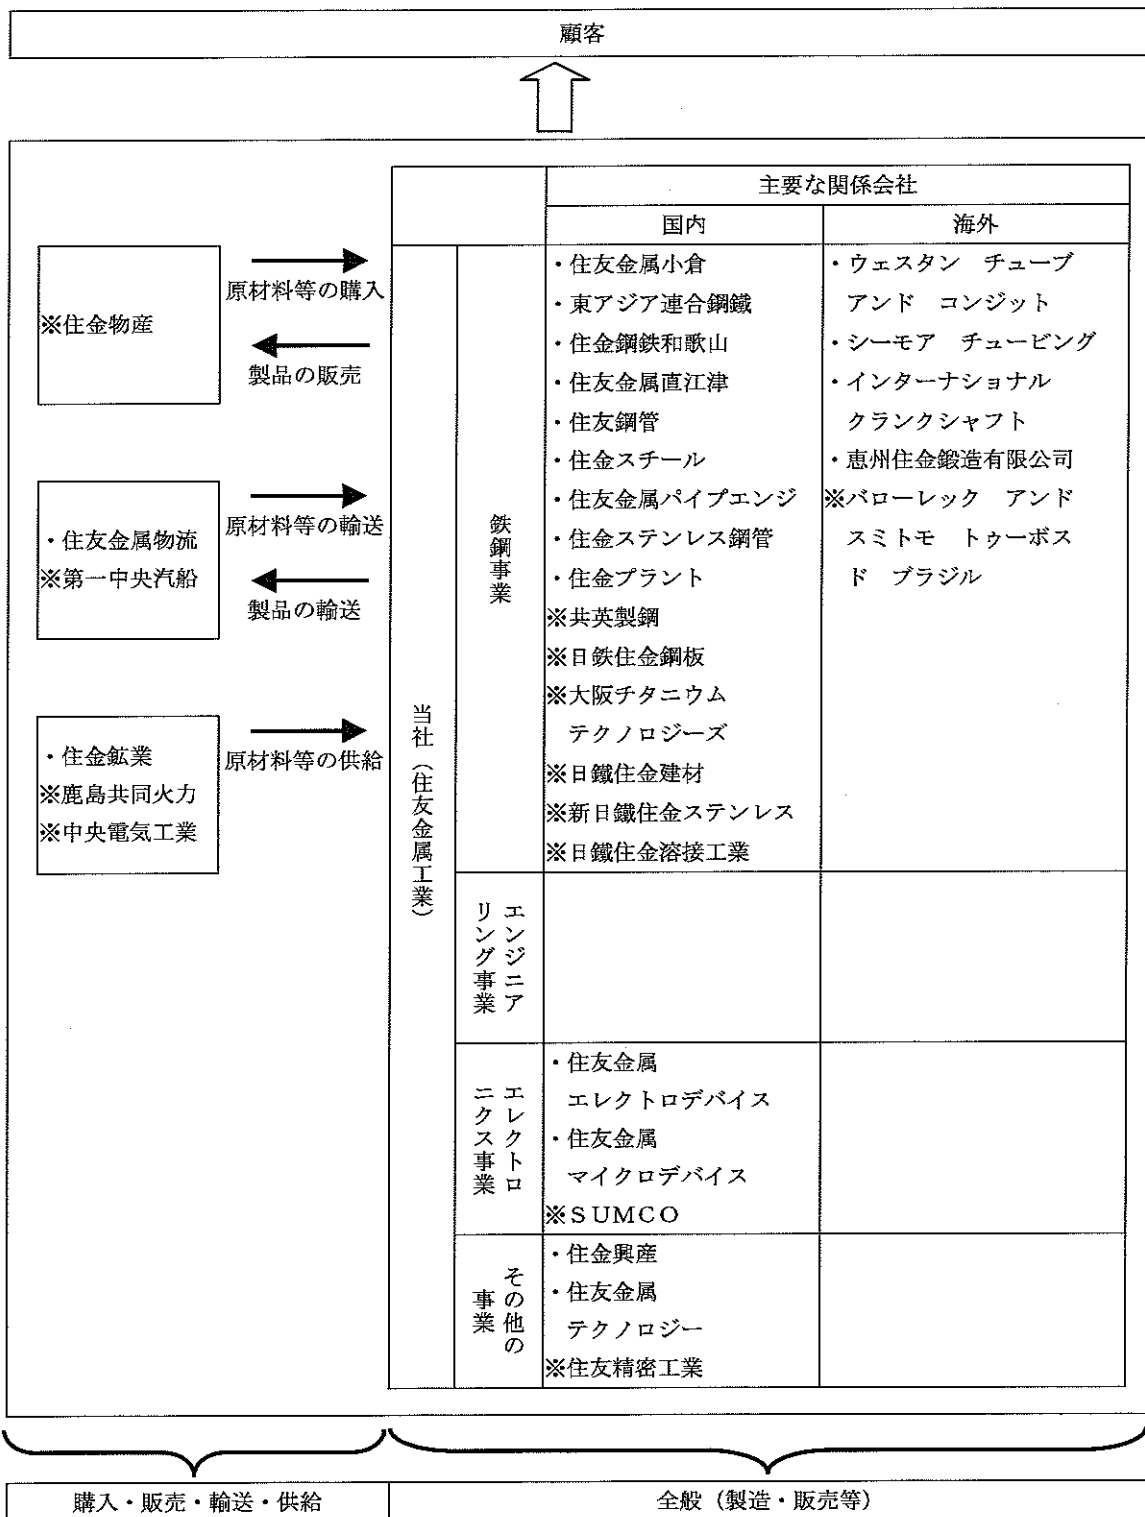 顧客
主要な関係会社
国内
海外
※住金物産
原材料等の購入
製品の販売
・住友金属物流
※第一中央汽船
原材料等の輸送
製品の輸送
・住金鉱業
※鹿島共同火力
※中央電気工業
原材料等の供給
当社（住友金属工業）
鉄鋼事業
・住友金属小倉
・東アジア連合鋼鐵
・住金鋼鉄和歌山
・住友金属直江津
・住友鋼管
・住金スチール
・住友金属パイプエンジ
・住金ステンレス鋼管
・住金プラント
※共英製鋼
※日鉄住金鋼板
※大阪チタニウム
テクノロジーズ
※日鐵住金建材
※新日鐵住金ステンレス
※日鐵住金溶接工業
・ウェスタン　チューブ
アンド　コンジット
・シーモア　チュービング
・インターナショナル
クランクシャフト
・恵州住金鍛造有限公司
※バローレック　アンド
スミトモ　トゥーボス
ド　ブラジル
エンジニア
リング事業
エレクトロ
ニクス事業
・住友金属
エレクトロデバイス
・住友金属
マイクロデバイス
※ＳＵＭＣＯ
その他の
事業
・住金興産
・住友金属
テクノロジー
※住友精密工業
購入・販売・輸送・供給
全般（製造・販売等）